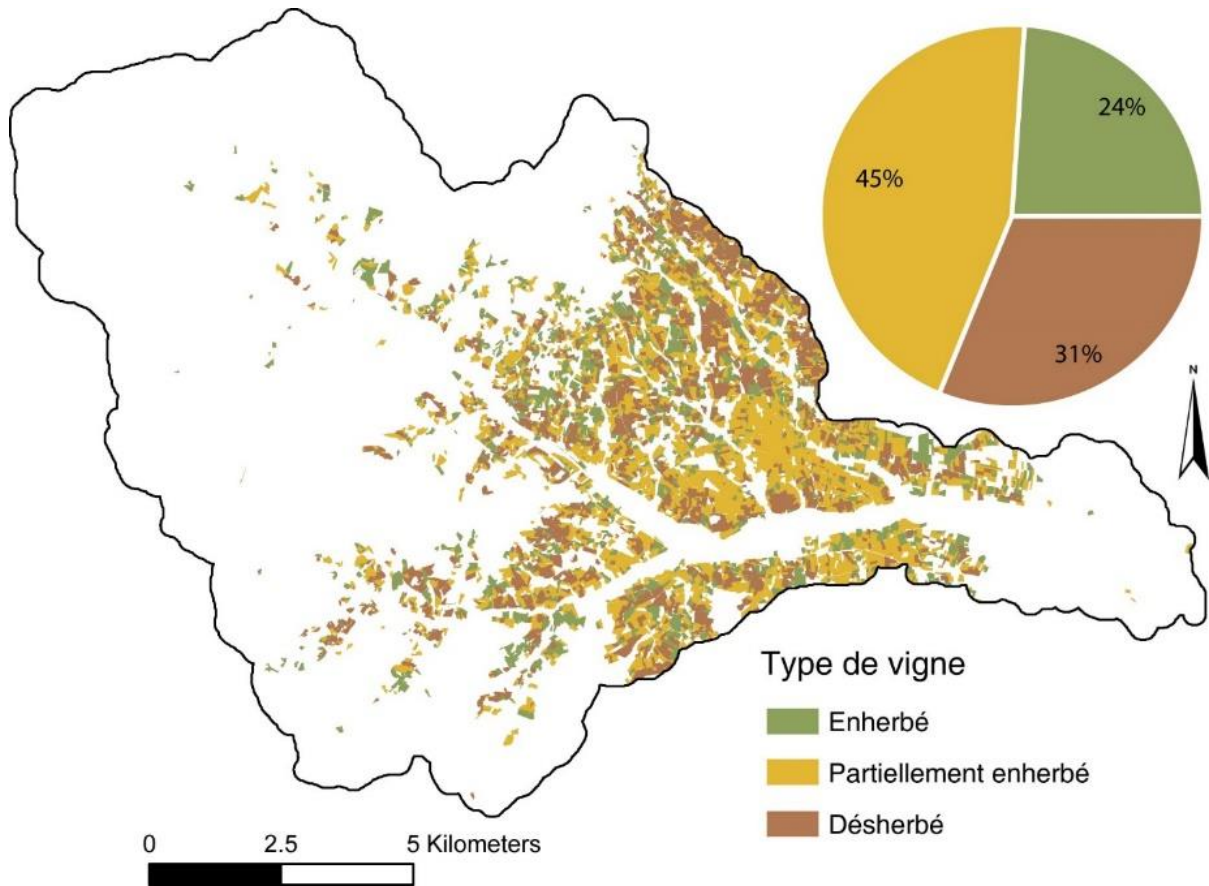 24%
45%
31%
N
Type de vigne
Enherbé
Partiellement enherbé
Désherbé
0 2.5 5 Kilometers